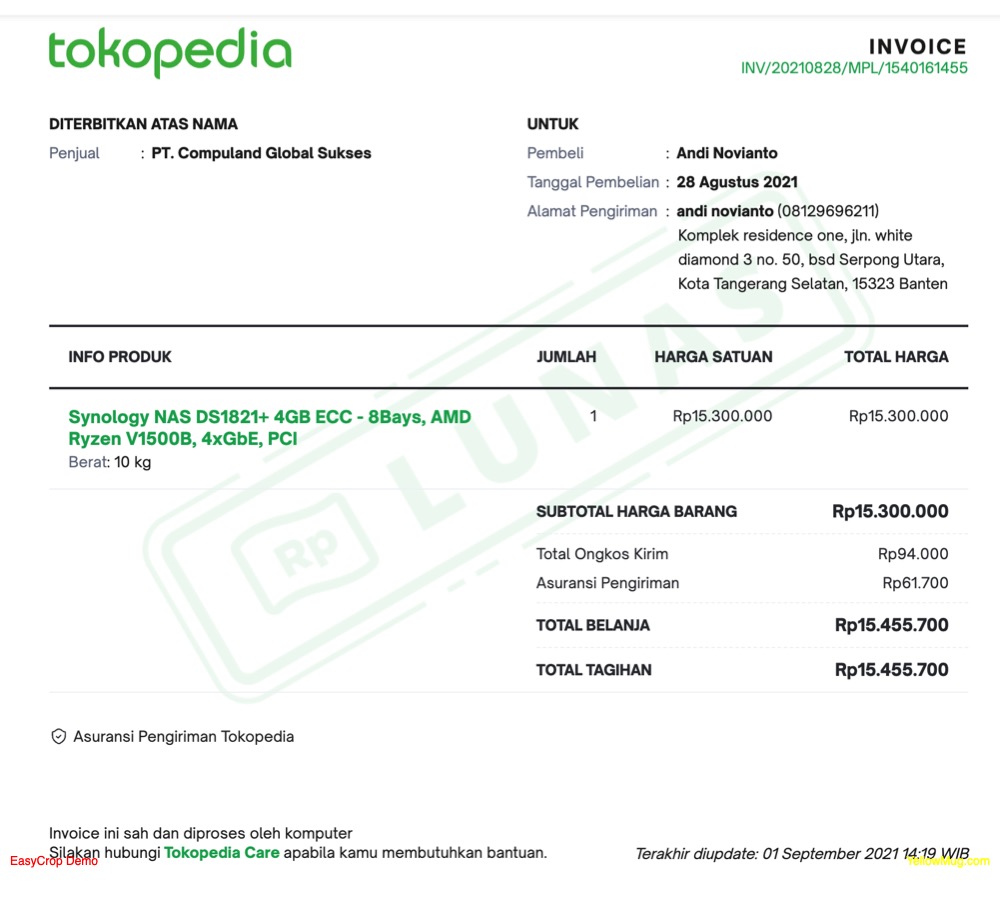 tokopedia
INVOICE
INV/20210828/MPL/1540161455
DITERBITKAN ATAS NAMA
Penjual : PT. Compuland Global Sukses
UNTUK
Pembeli : Andi Novianto
Tanggal Pembelian : 28 Agustus 2021
Alamat Pengiriman : andi novianto (08129696211)
Komplek residence one, jln. white
diamond 3 no. 50, bsd Serpong Utara,
Kota Tangerang Selatan, 15323 Banten
INFO PRODUK JUMLAH HARGA SATUAN TOTAL HARGA
Synology NAS DS1821+ 4GB ECC - 8Bays, AMD 1 Rp15.300.000 Rp15.300.000
Ryzen V1500B, 4xGbE, PCI
Berat: 10 kg
Rp LUNAS
SUBTOTAL HARGA BARANG Rp15.300.000
Total Ongkos Kirim Rp94.000
Asuransi Pengiriman Rp61.700
TOTAL BELANJA Rp15.455.700
TOTAL TAGIHAN Rp15.455.700
Asuransi Pengiriman Tokopedia
Invoice ini sah dan diproses oleh komputer
Silakan hubungi Tokopedia Care apabila kamu membutuhkan bantuan.
Terakhir diupdate: 01 September 2021 14:19 WIB
EasyCrop Demo
YellowMug.com